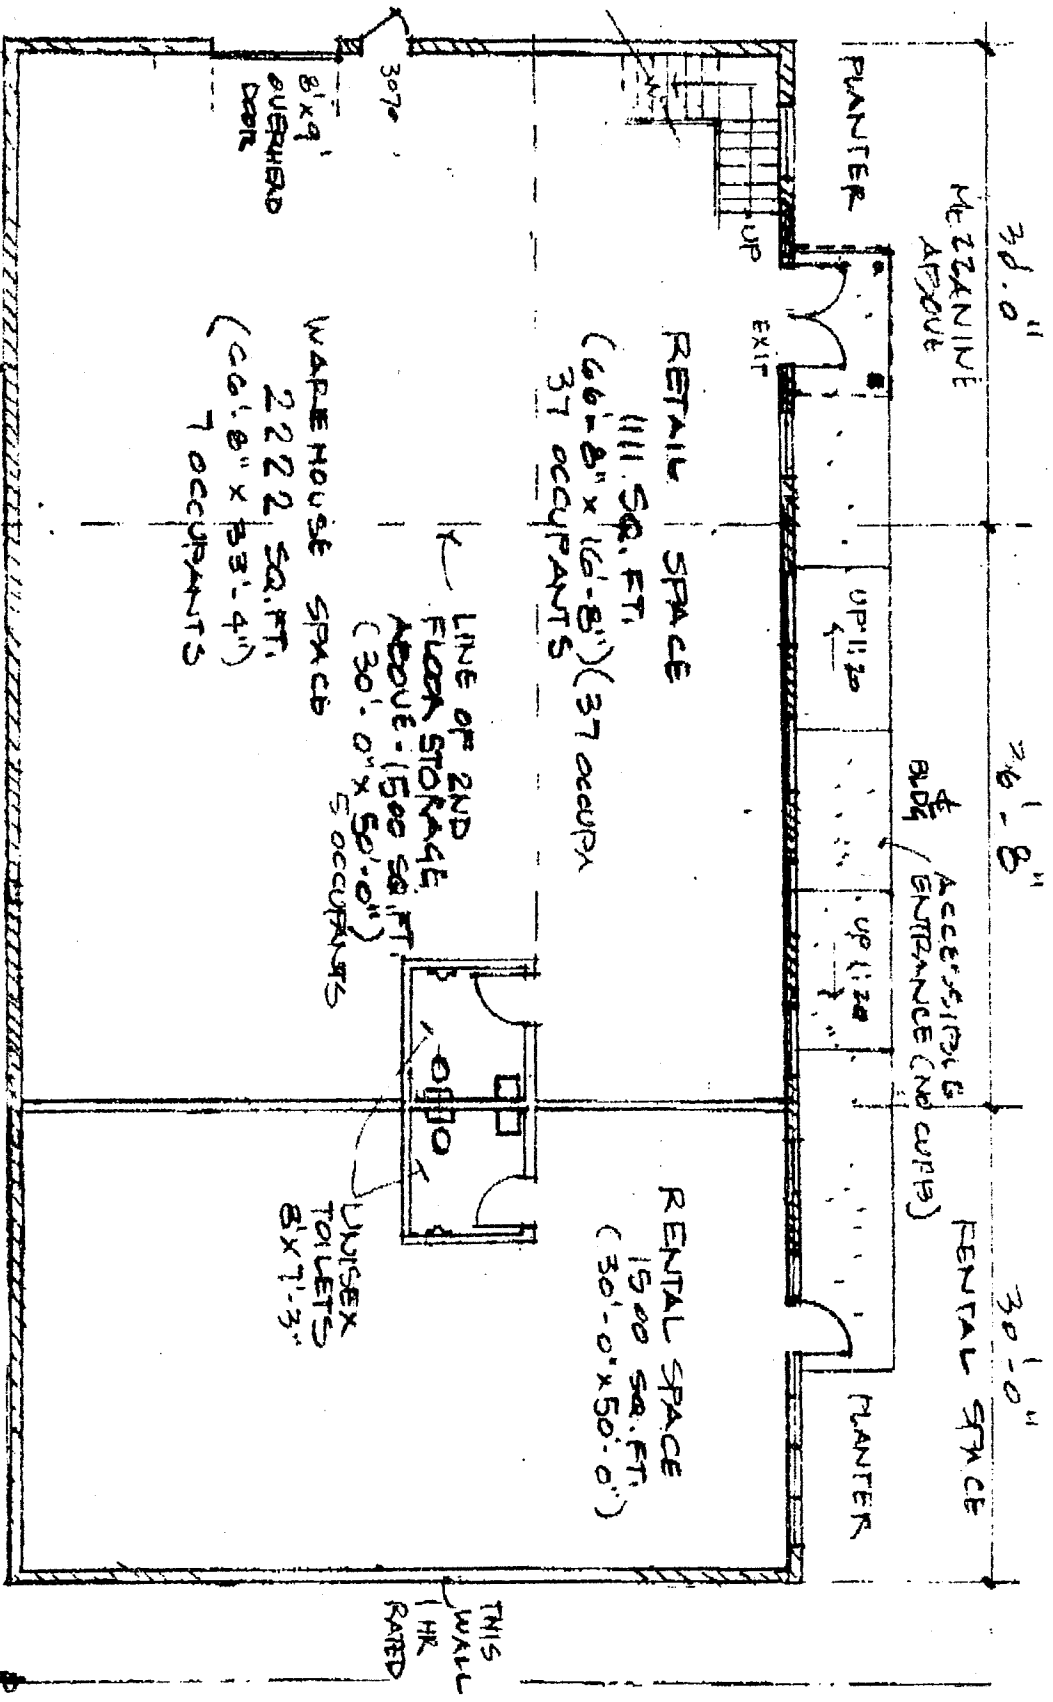 30'-0"
MEZZANINE
ABOVE
36'-8"
30'-0"
RENTAL SPACE
℄
BLDG
ACCESSIBLE
ENTRANCE (NO CURB)
PLANTER
UP 1:20
UP 1:20
PLANTER
UP
EXIT
RETAIL SPACE
1111 SQ. FT.
(66'-8" x 16'-8") (37 OCCUPA
37 OCCUPANTS
RENTAL SPACE
1500 SQ. FT.
(30'-0" x 50'-0")
3070
8' x 9'
OVERHEAD
DOOR
LINE OF 2ND
FLOOR STORAGE
ABOVE - 1500 SQ. FT.
(30'-0" x 50'-0")
5 OCCUPANTS
WAREHOUSE SPACE
2222 SQ. FT.
(66'-8" x 33'-4")
7 OCCUPANTS
UNISEX
TOILETS
8' x 7'-3"
THIS
WALL
1 HR
RATED